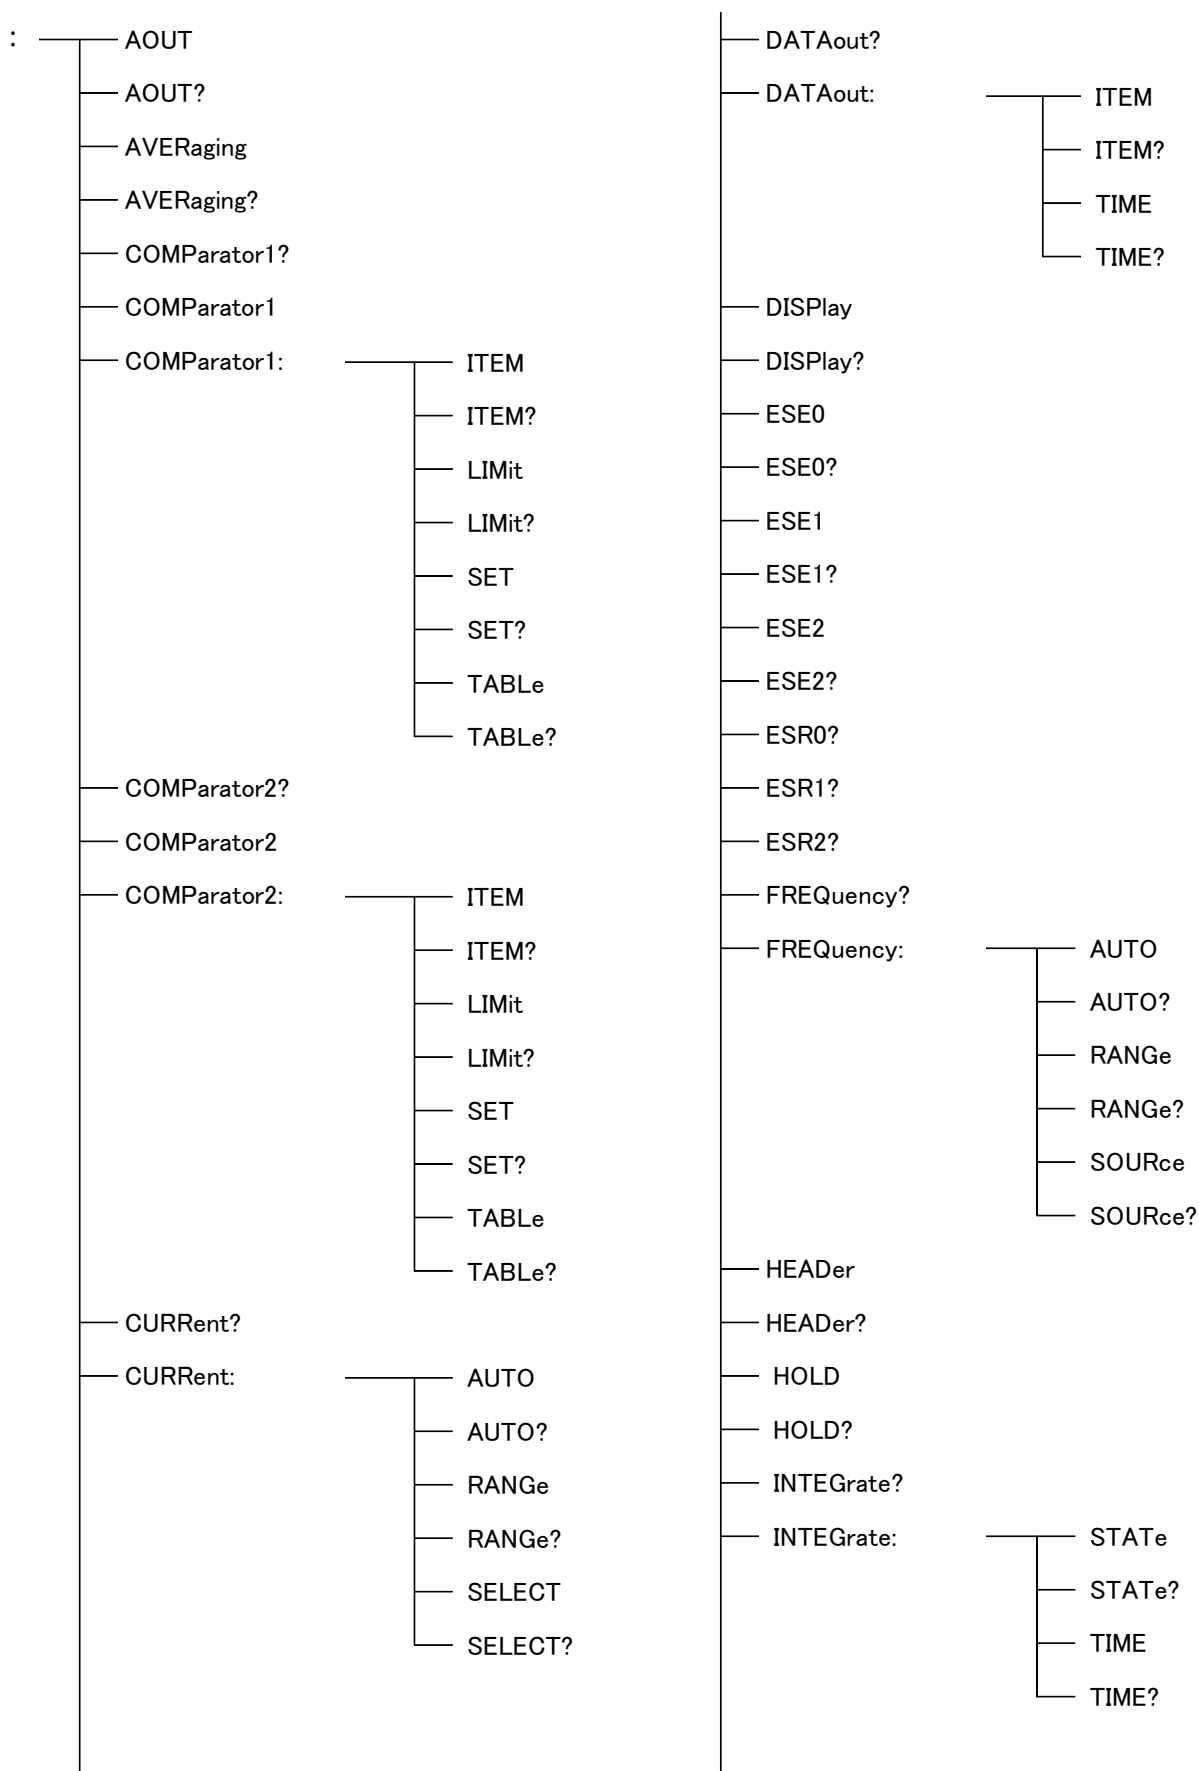 :
AOUT
AOUT?
AVERaging
AVERaging?
COMParator1?
COMParator1
COMParator1:
ITEM
ITEM?
LIMit
LIMit?
SET
SET?
TABLe
TABLe?
COMParator2?
COMParator2
COMParator2:
ITEM
ITEM?
LIMit
LIMit?
SET
SET?
TABLe
TABLe?
CURRent?
CURRent:
AUTO
AUTO?
RANGe
RANGe?
SELECT
SELECT?
DATAout?
DATAout:
ITEM
ITEM?
TIME
TIME?
DISPlay
DISPlay?
ESE0
ESE0?
ESE1
ESE1?
ESE2
ESE2?
ESR0?
ESR1?
ESR2?
FREQuency?
FREQuency:
AUTO
AUTO?
RANGe
RANGe?
SOURce
SOURce?
HEADer
HEADer?
HOLD
HOLD?
INTEGrate?
INTEGrate:
STATe
STATe?
TIME
TIME?